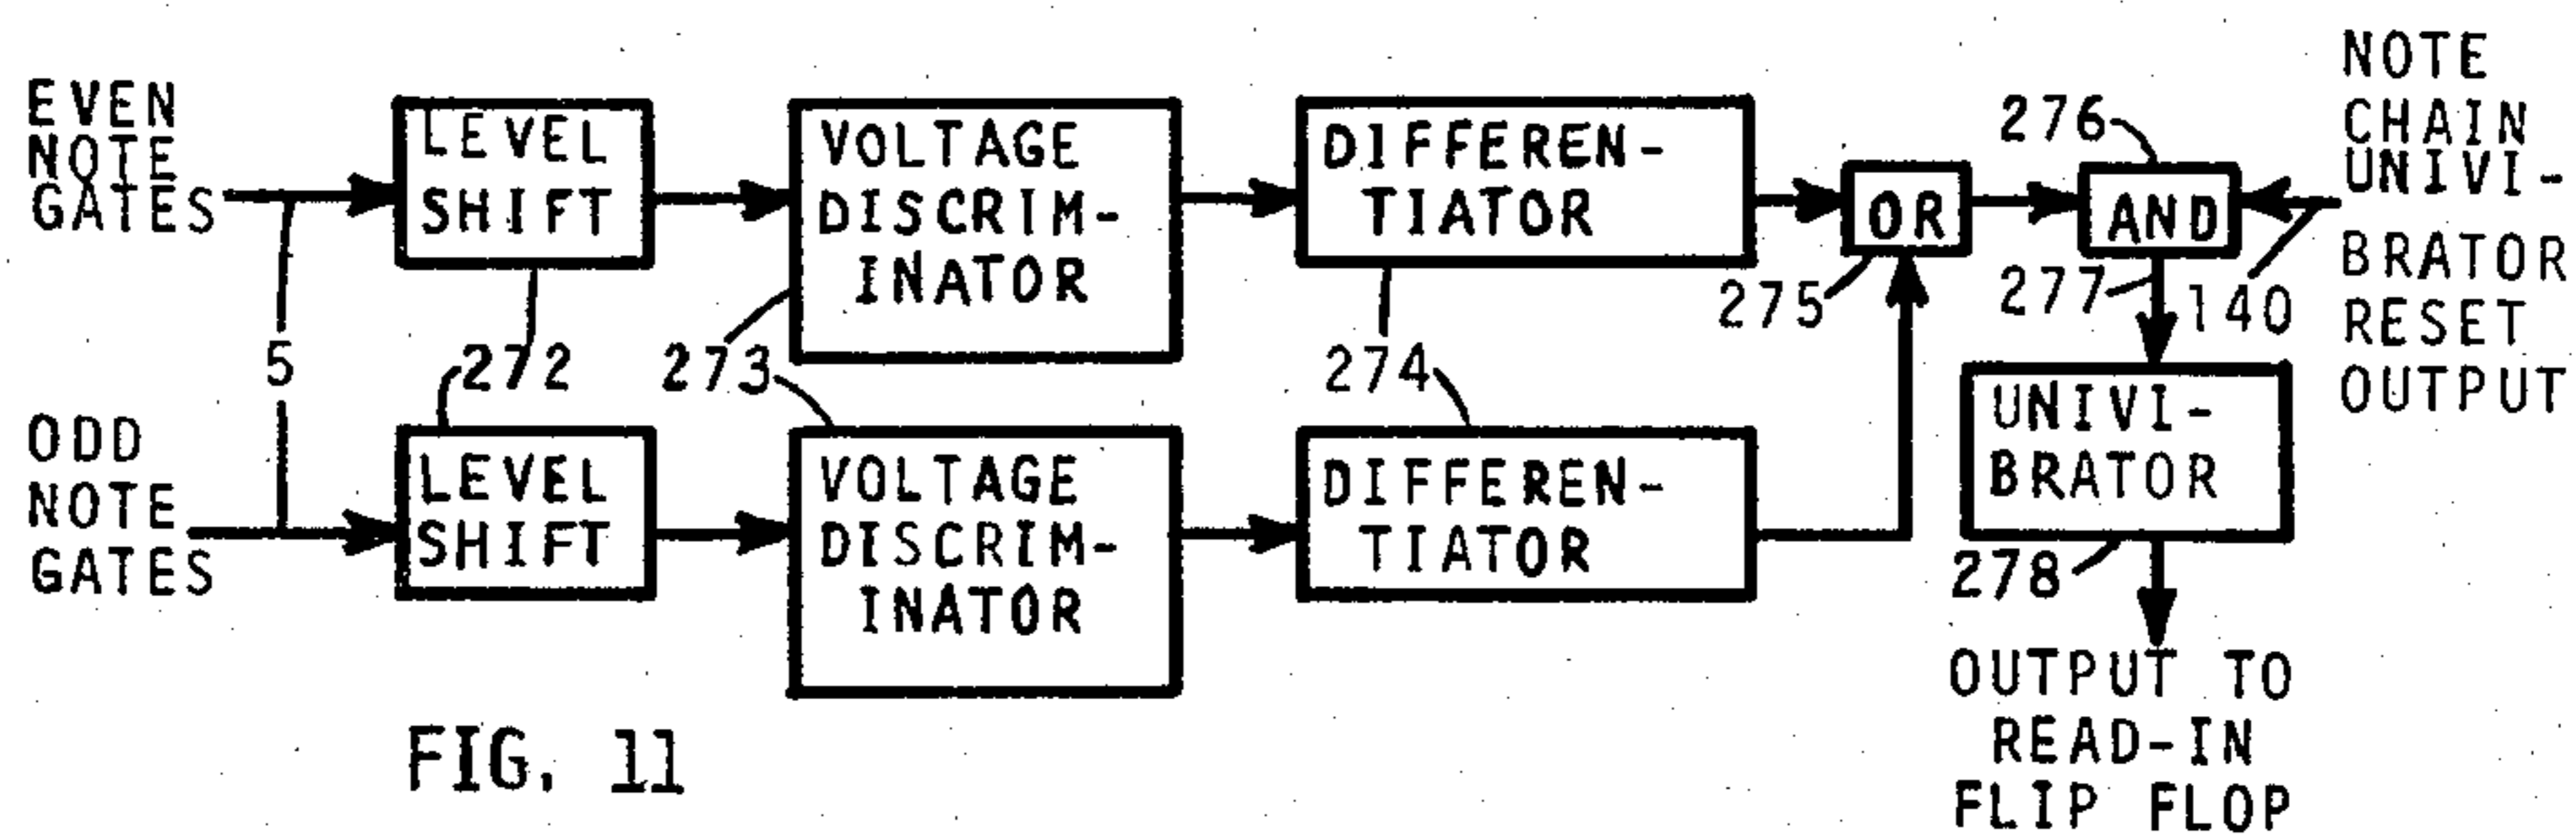 EVEN
NOTE
GATES
LEVEL
SHIFT
VOLTAGE
DISCRIM-
INATOR
DIFFEREN-
TIATOR
OR
276
AND
NOTE
CHAIN
UNIVI-
BRATOR
RESET
OUTPUT
275
277
140
5
272
273
274
ODD
NOTE
GATES
LEVEL
SHIFT
VOLTAGE
DISCRIM-
INATOR
DIFFEREN-
TIATOR
UNIVI-
BRATOR
278
OUTPUT TO
READ-IN
FLIP FLOP
FIG. 11